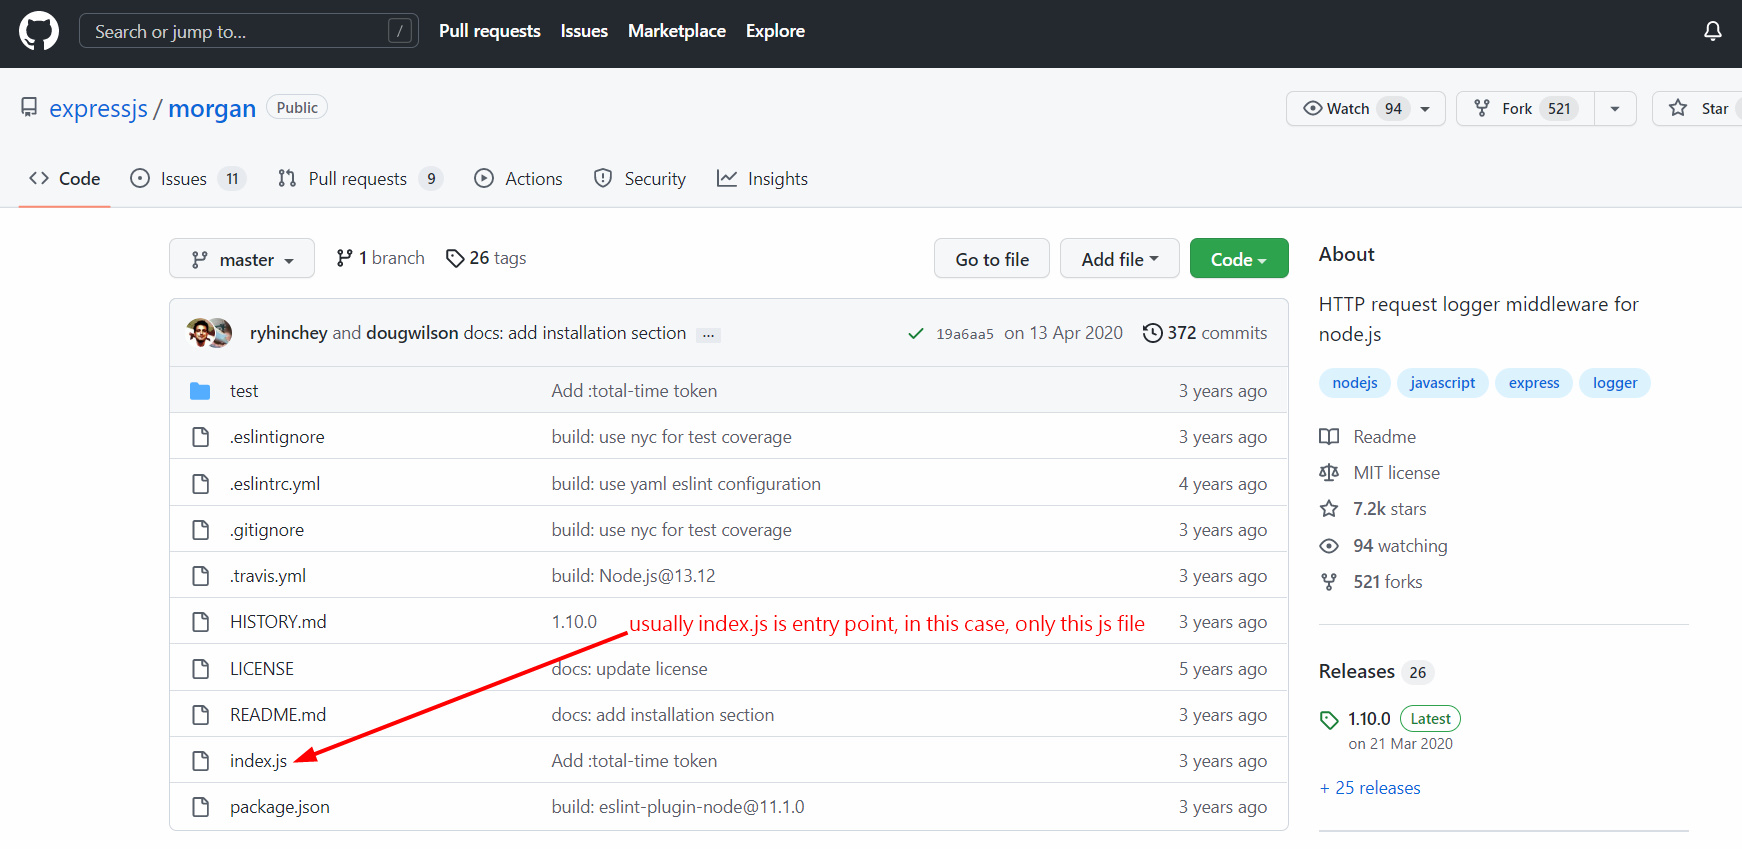 Search or jump to... /
Pull requests Issues Marketplace Explore
expressjs / morgan Public
Watch 94 Fork 521 Star
Code Issues 11 Pull requests 9 Actions Security Insights
master 1 branch 26 tags Go to file Add file Code
ryhinchey and dougwilson docs: add installation section ... 19a6aa5 on 13 Apr 2020 372 commits
test Add :total-time token 3 years ago
.eslintignore build: use nyc for test coverage 3 years ago
.eslintrc.yml build: use yaml eslint configuration 4 years ago
.gitignore build: use nyc for test coverage 3 years ago
.travis.yml build: Node.js@13.12 3 years ago
HISTORY.md 1.10.0 3 years ago
usually index.js is entry point, in this case, only this js file
LICENSE docs: update license 5 years ago
README.md docs: add installation section 3 years ago
index.js Add :total-time token 3 years ago
package.json build: eslint-plugin-node@11.1.0 3 years ago
About
HTTP request logger middleware for
node.js
nodejs javascript express logger
Readme
MIT license
7.2k stars
94 watching
521 forks
Releases 26
1.10.0 Latest
on 21 Mar 2020
+ 25 releases